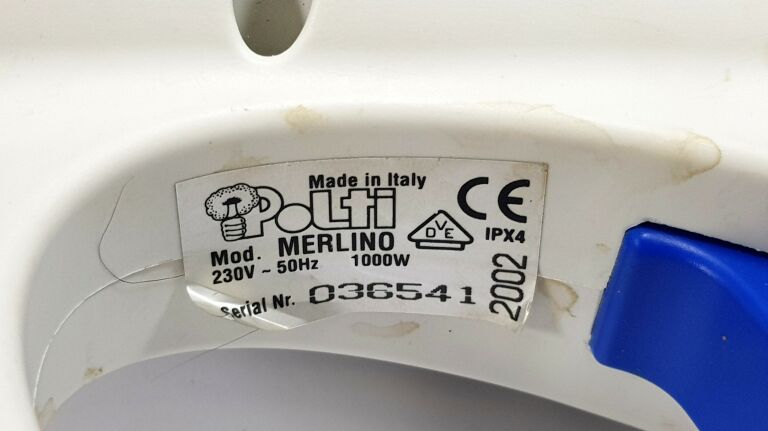 Made in Italy
Polti
CE
Mod. MERLINO
DVE
IPX4
230V ~ 50Hz 1000W
Serial Nr. 036541
2002